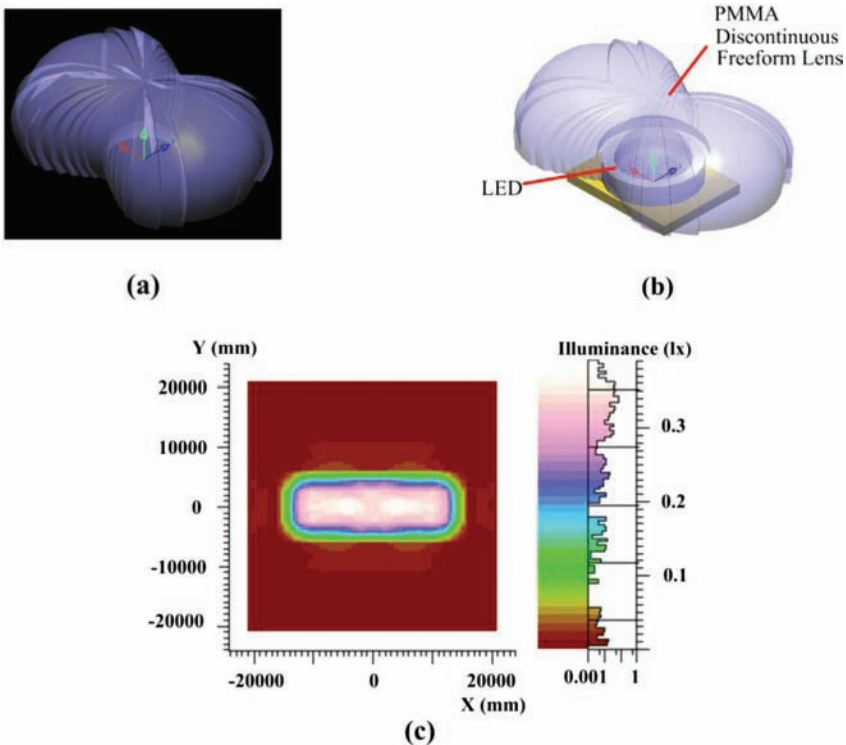 PMMA
Discontinuous
Freeform Lens
LED
(a)
(b)
Y (mm)
Illuminance (lx)
20000
10000
0
-10000
-20000
0.3
0.2
0.1
-20000
0
20000
X (mm)
0.001
1
(c)